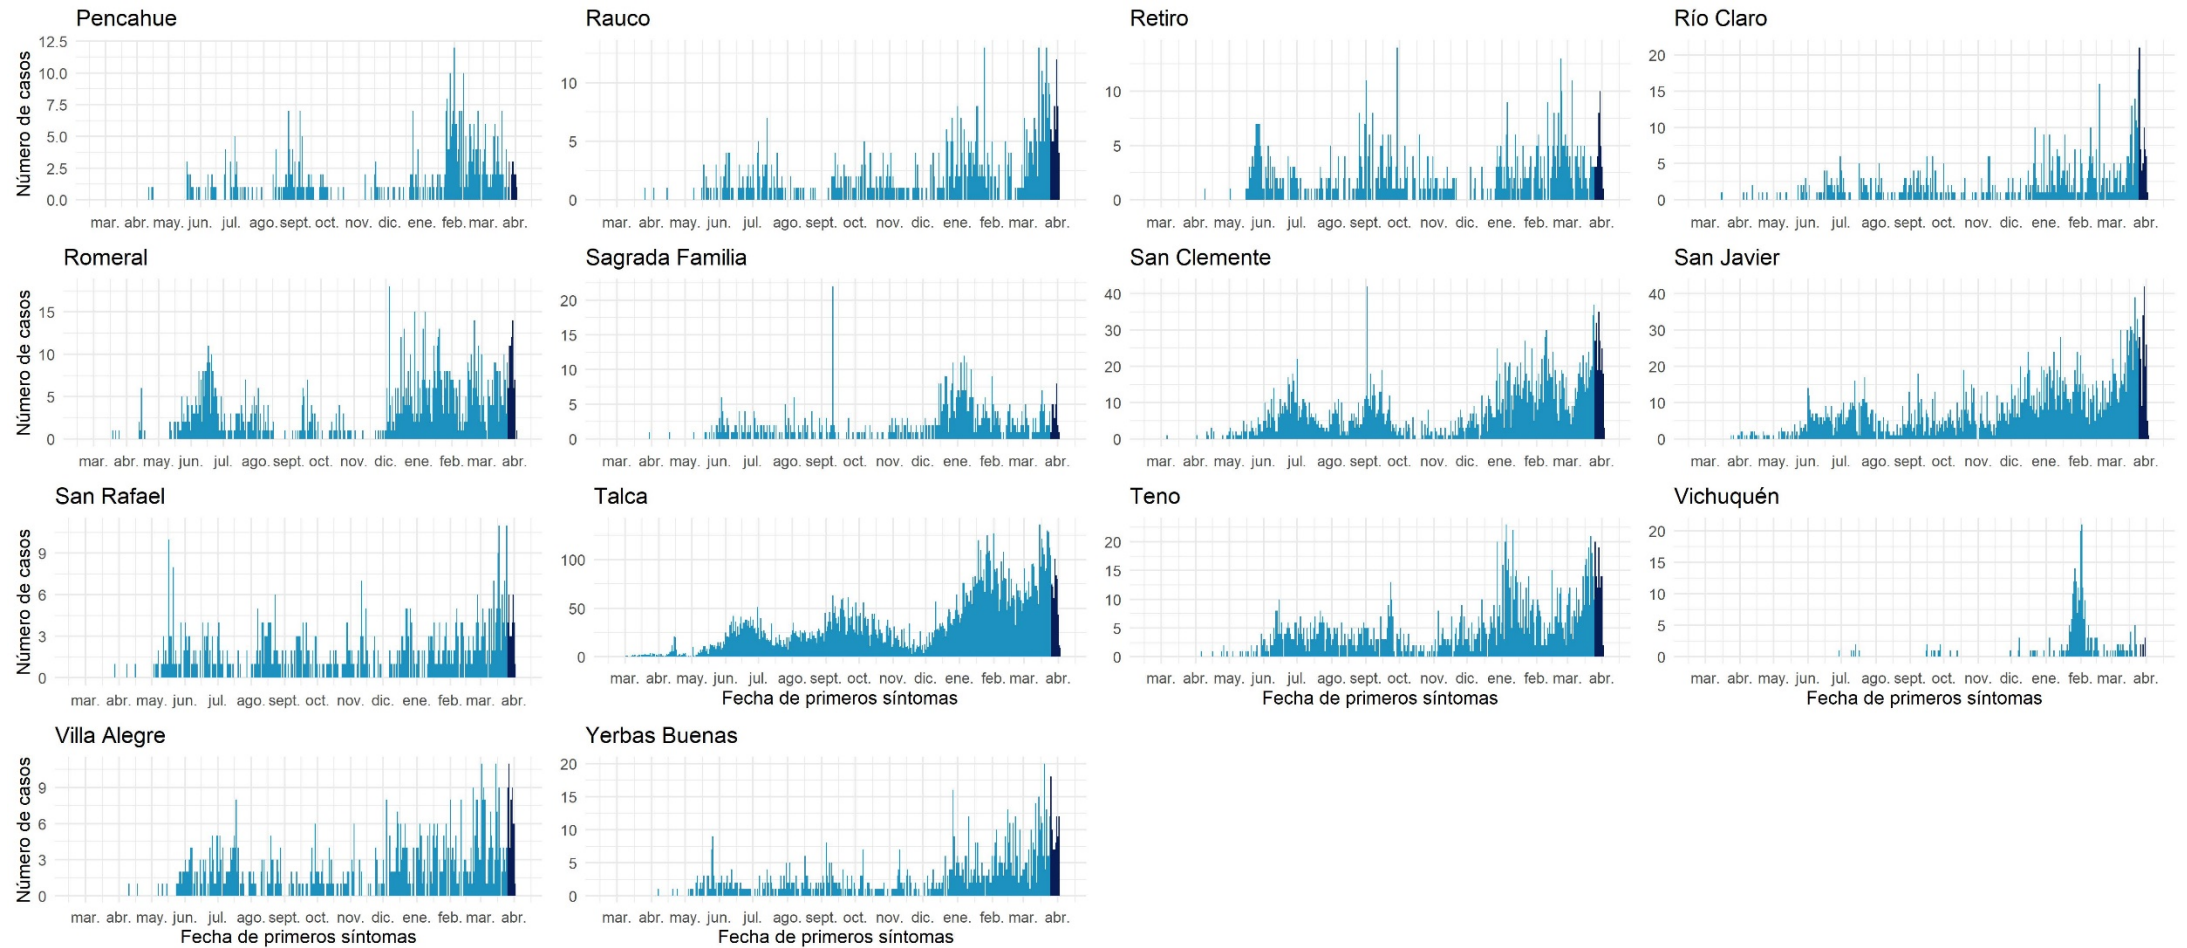 Pencahue
Número de casos
12.5
10.0
7.5
5.0
2.5
0.0
mar. abr. may. jun. jul. ago. sept. oct. nov. dic. ene. feb. mar. abr.
Rauco
10
5
0
mar. abr. may. jun. jul. ago. sept. oct. nov. dic. ene. feb. mar. abr.
Retiro
10
5
0
mar. abr. may. jun. jul. ago. sept. oct. nov. dic. ene. feb. mar. abr.
Río Claro
20
15
10
5
0
mar. abr. may. jun. jul. ago. sept. oct. nov. dic. ene. feb. mar. abr.
Romeral
Número de casos
15
10
5
0
mar. abr. may. jun. jul. ago. sept. oct. nov. dic. ene. feb. mar. abr.
Sagrada Familia
20
15
10
5
0
mar. abr. may. jun. jul. ago. sept. oct. nov. dic. ene. feb. mar. abr.
San Clemente
40
30
20
10
0
mar. abr. may. jun. jul. ago. sept. oct. nov. dic. ene. feb. mar. abr.
San Javier
40
30
20
10
0
mar. abr. may. jun. jul. ago. sept. oct. nov. dic. ene. feb. mar. abr.
San Rafael
Número de casos
9
6
3
0
mar. abr. may. jun. jul. ago. sept. oct. nov. dic. ene. feb. mar. abr.
Talca
100
50
0
mar. abr. may. jun. jul. ago. sept. oct. nov. dic. ene. feb. mar. abr.
Fecha de primeros síntomas
Teno
20
15
10
5
0
mar. abr. may. jun. jul. ago. sept. oct. nov. dic. ene. feb. mar. abr.
Fecha de primeros síntomas
Vichuquén
20
15
10
5
0
mar. abr. may. jun. jul. ago. sept. oct. nov. dic. ene. feb. mar. abr.
Fecha de primeros síntomas
Villa Alegre
Número de casos
9
6
3
0
mar. abr. may. jun. jul. ago. sept. oct. nov. dic. ene. feb. mar. abr.
Fecha de primeros síntomas
Yerbas Buenas
20
15
10
5
0
mar. abr. may. jun. jul. ago. sept. oct. nov. dic. ene. feb. mar. abr.
Fecha de primeros síntomas